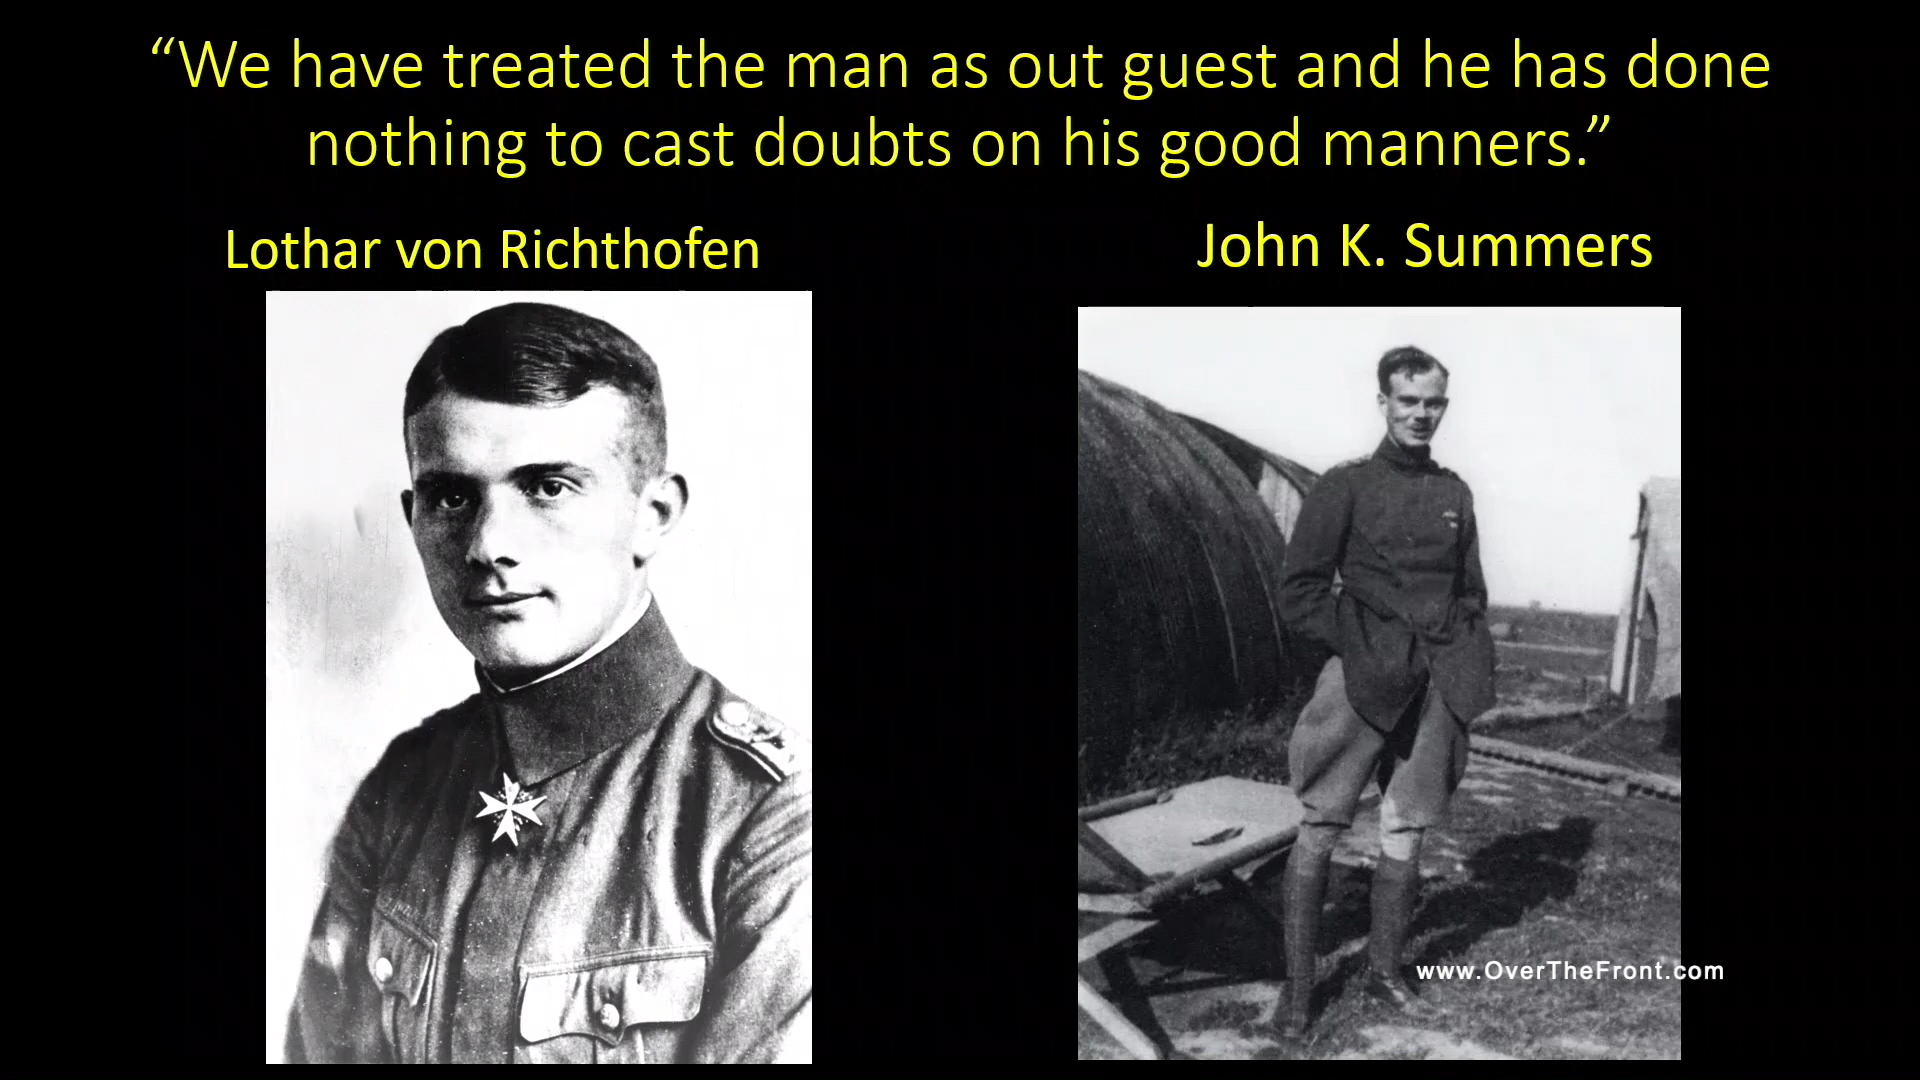 “We have treated the man as out guest and he has done
nothing to cast doubts on his good manners.”
Lothar von Richthofen
John K. Summers
www.OverTheFront.com